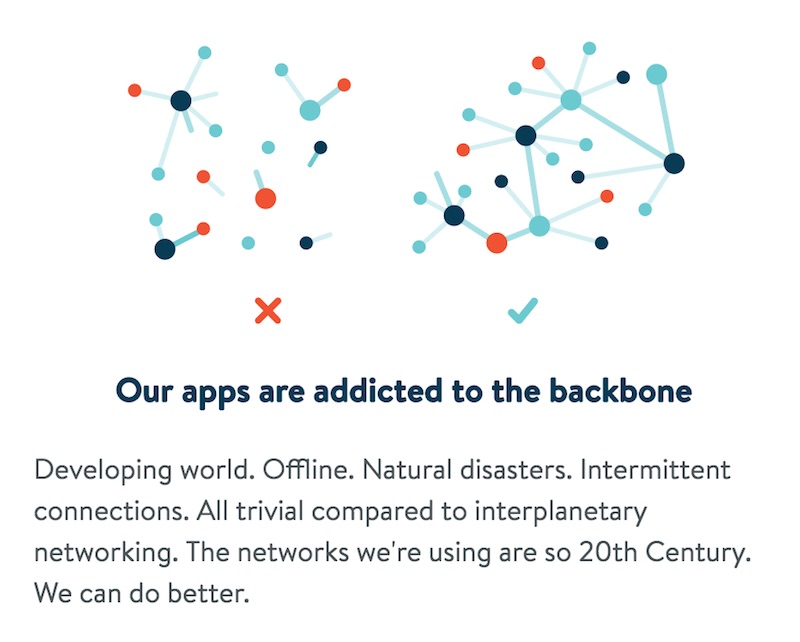 Our apps are addicted to the backbone
Developing world. Offline. Natural disasters. Intermittent
connections. All trivial compared to interplanetary
networking. The networks we're using are so 20th Century.
We can do better.